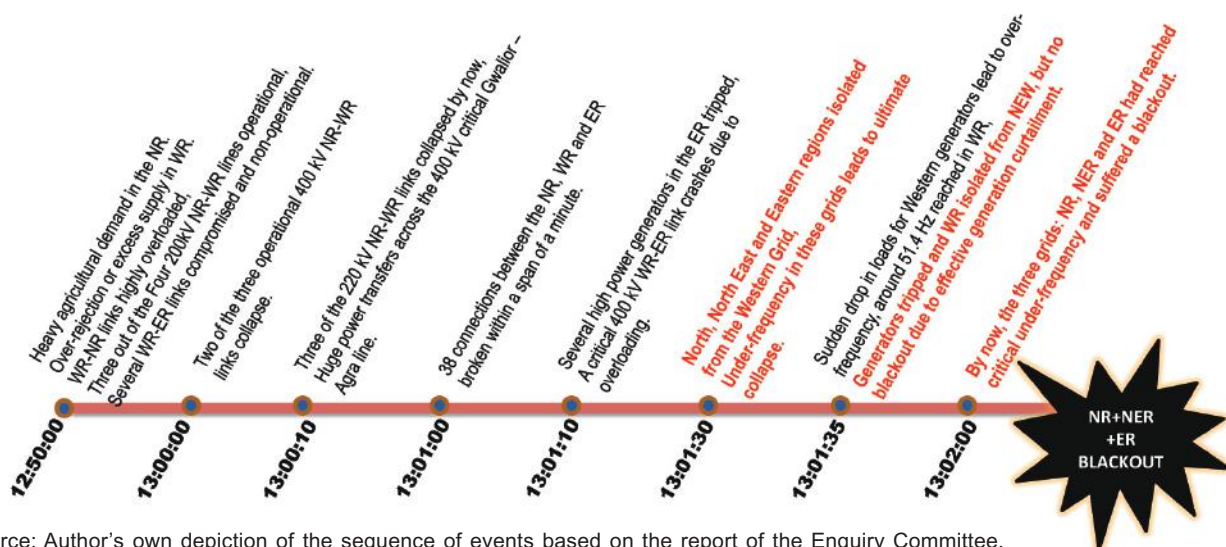 Heavy agricultural demand in the NR.
Over-rejection or excess supply in WR.
WR-NR links highly overloaded,
Three out of the Four 200kV NR-WR lines operational,
Several WR-ER links compromised and non-operational.
Two of the three operational 400 kV NR-WR
links collapse.
Three of the 220 kV NR-WR links collapsed by now,
Huge power transfers across the 400 kV critical Gwalior –
Agra line.
38 connections between the NR, WR and ER
broken within a span of a minute.
Several high power generators in the ER tripped,
A critical 400 kV WR-ER link crashes due to
overloading.
North, North East and Eastern regions isolated
from the Western Grid,
Under-frequency in these grids leads to ultimate
collapse.
Sudden drop in loads for Western generators lead to over-
frequency, around 51.4 Hz reached in WR,
Generators tripped and WR isolated from NEW, but no
blackout due to effective generation curtailment.
By now, the three grids: NR, NER and ER had reached
critical under-frequency and suffered a blackout.
12:50:00
13:00:00
13:00:10
13:01:00
13:01:10
13:01:30
13:01:35
13:02:00
NR+NER
+ER
BLACKOUT
rce: Author's own depiction of the sequence of events based on the report of the Enquiry Committee.